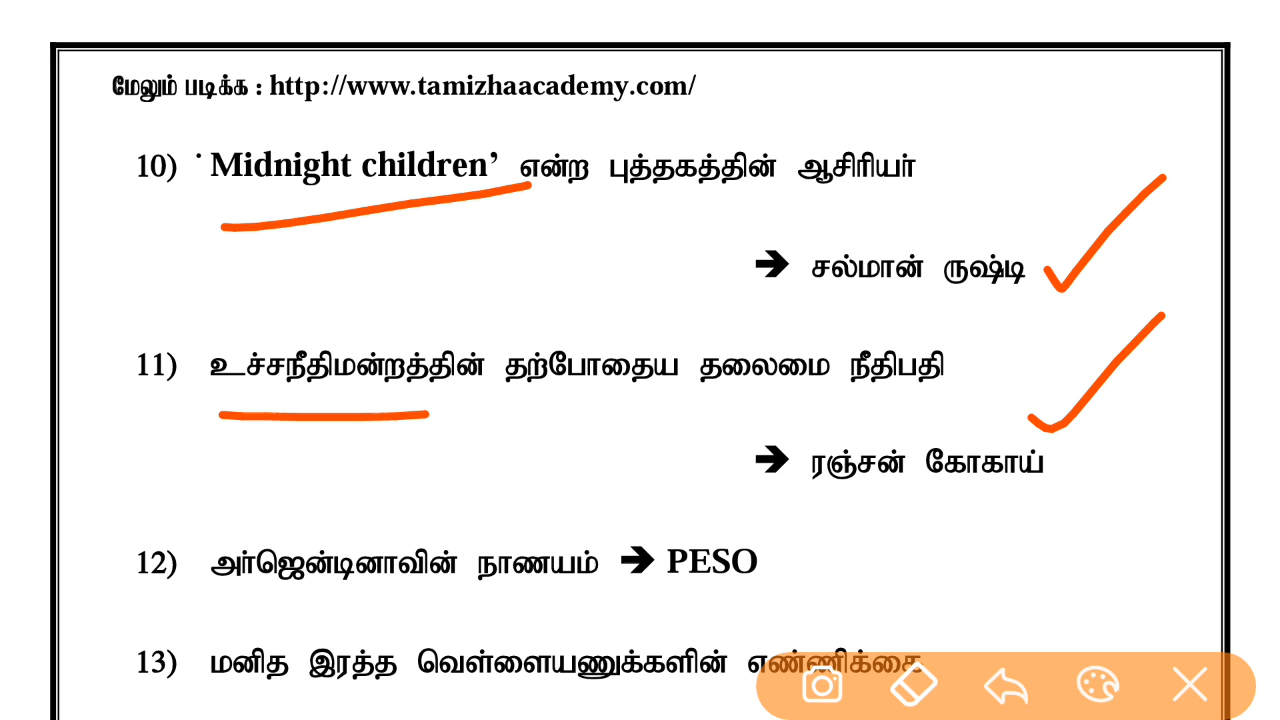 மேலும் படிக்க : http://www.tamizhaacademy.com/
10) ˙Midnight children’ என்ற புத்தகத்தின் ஆசிரியர்
➔ சல்மான் ருஷ்டி
11) உச்சநீதிமன்றத்தின் தற்போதைய தலைமை நீதிபதி
➔ ரஞ்சன் கோகாய்
12) அர்ஜென்டினாவின் நாணயம் ➔ PESO
13) மனித இரத்த வெள்ளையணுக்களின் எண்ணிக்கை